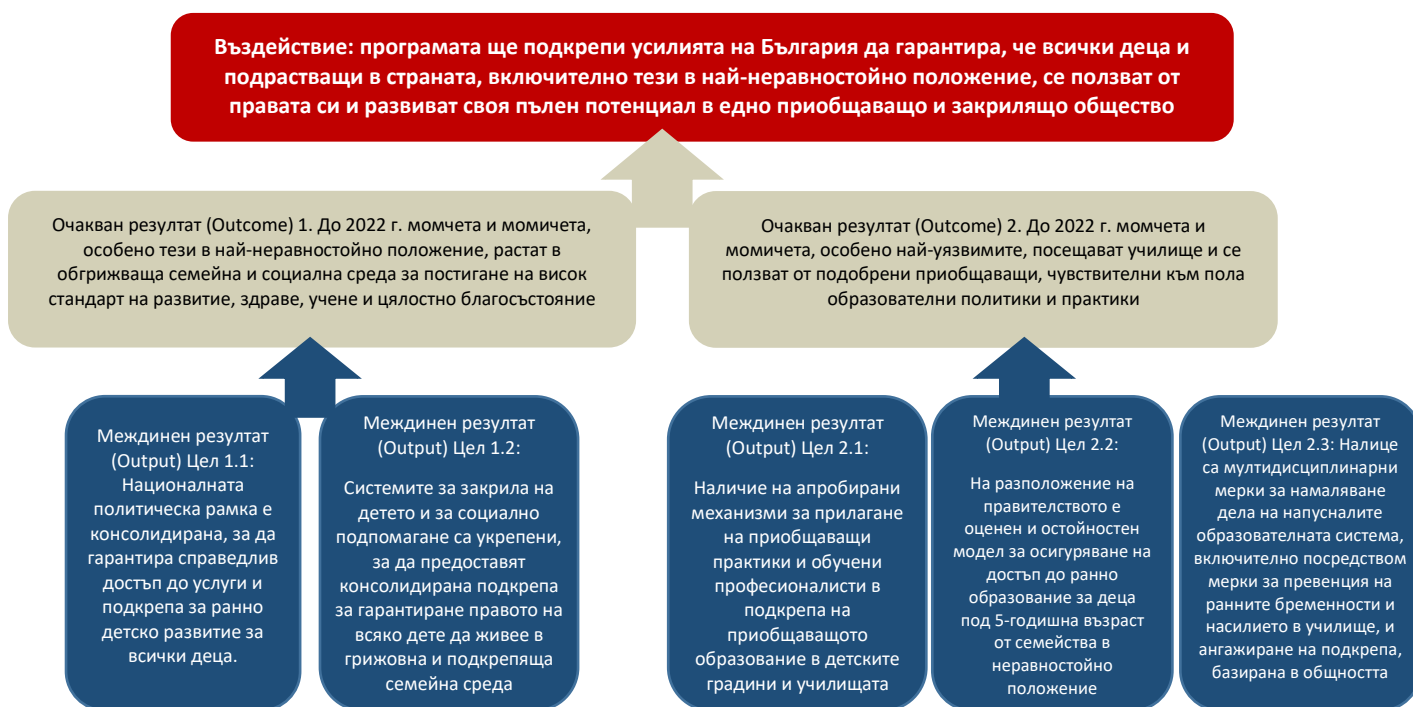 Въздействие: програмата ще подкрепи усилията на България да гарантира, че всички деца и
подрастващи в страната, включително тези в най-неравностойно положение, се ползват от
правата си и развиват своя пълен потенциал в едно приобщаващо и закрилящо общество
Очакван резултат (Outcome) 1. До 2022 г. момчета и момичета,
особено тези в най-неравностойно положение, растат в
обгрижваща семейна и социална среда за постигане на висок
стандарт на развитие, здраве, учене и цялостно благосъстояние
Очакван резултат (Outcome) 2. До 2022 г. момчета и
момичета, особено най-уязвимите, посещават училище и се
ползват от подобрени приобщаващи, чувствителни към пола
образователни политики и практики
Междинен резултат
(Output) Цел 1.1:
Националната
политическа рамка е
консолидирана, за да
гарантира справедлив
достъп до услуги и
подкрепа за ранно
детско развитие за
всички деца.
Междинен резултат
(Output) Цел 1.2:
Системите за закрила на
детето и за социално
подпомагане са укрепени,
за да предоставят
консолидирана подкрепа
за гарантиране правото на
всяко дете да живее в
грижовна и подкрепяща
семейна среда
Междинен резултат
(Output) Цел 2.1:
Наличие на апробирани
механизми за прилагане
на приобщаващи
практики и обучени
професионалисти в
подкрепа на
приобщаващото
образование в детските
градини и училищата
Междинен резултат
(Output) Цел 2.2:
На разположение на
правителството е
оценен и остойностен
модел за осигуряване на
достъп до ранно
образование за деца
под 5-годишна възраст
от семейства в
неравностойно
положение
Междинен резултат
(Output) Цел 2.3: Налице
са мултидисциплинарни
мерки за намаляване
дела на напусналите
образователната система,
включително посредством
мерки за превенция на
ранните бременности и
насилието в училище, и
ангажиране на подкрепа,
базирана в общността